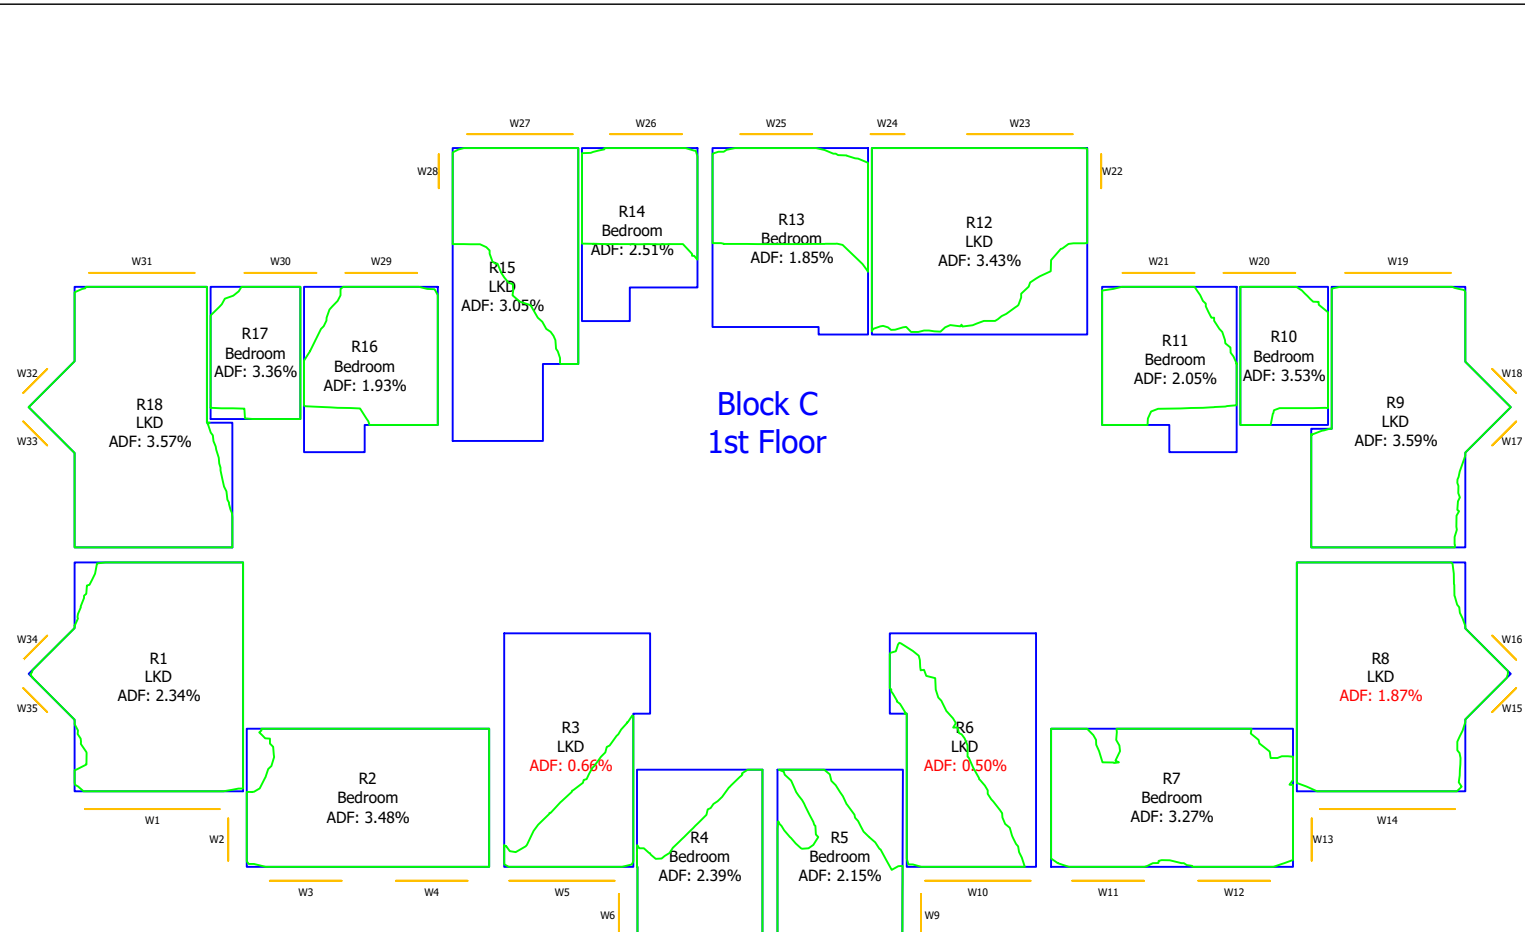 W27
W26
W25
W24
W23
W28
W22
R14
Bedroom
ADF: 2.51%
R13
Bedroom
ADF: 1.85%
R12
LKD
ADF: 3.43%
R15
LKD
ADF: 3.05%
W31
W30
W29
W21
W20
W19
R17
Bedroom
ADF: 3.36%
R16
Bedroom
ADF: 1.93%
R11
Bedroom
ADF: 2.05%
R10
Bedroom
ADF: 3.53%
W32
W33
R18
LKD
ADF: 3.57%
Block C
1st Floor
R9
LKD
ADF: 3.59%
W18
W17
W34
W35
R1
LKD
ADF: 2.34%
R8
LKD
ADF: 1.87%
W16
W15
R3
LKD
ADF: 0.66%
R6
LKD
ADF: 0.50%
R2
Bedroom
ADF: 3.48%
R7
Bedroom
ADF: 3.27%
W1
W2
R4
Bedroom
ADF: 2.39%
R5
Bedroom
ADF: 2.15%
W14
W13
W3
W4
W5
W6
W9
W10
W11
W12